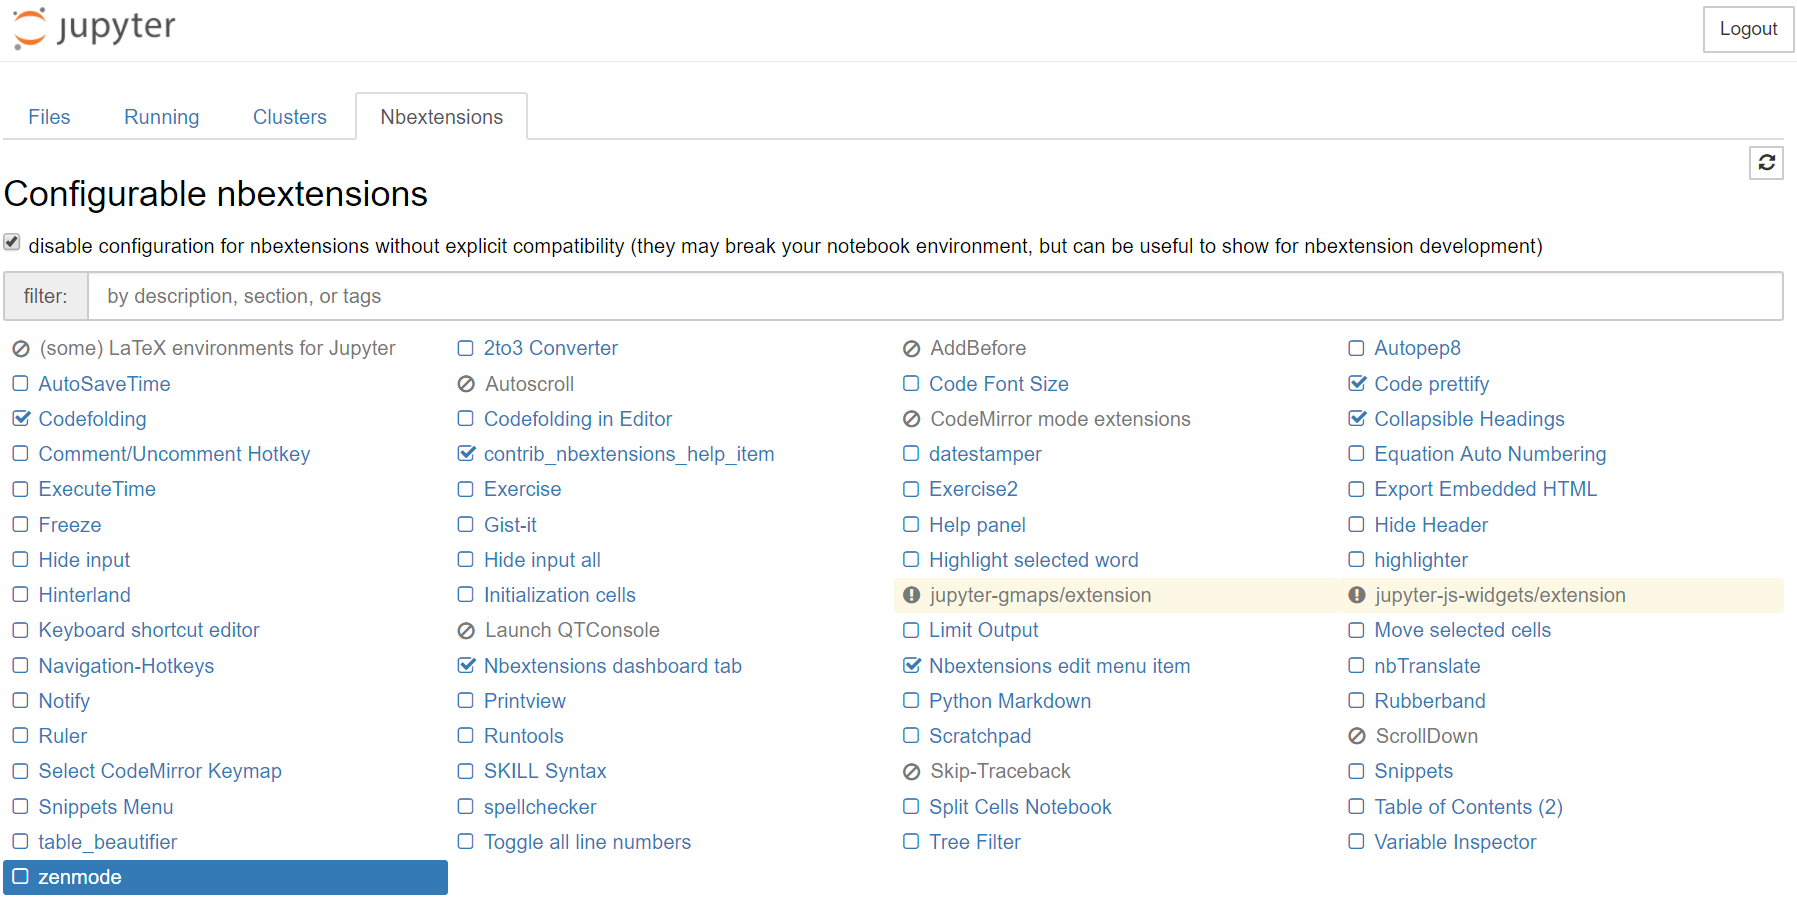 jupyter
Logout
Files Running Clusters Nbextensions
Configurable nbextensions
disable configuration for nbextensions without explicit compatibility (they may break your notebook environment, but can be useful to show for nbextension development)
filter: by description, section, or tags
(some) LaTeX environments for Jupyter 2to3 Converter AddBefore Autopep8
AutoSaveTime Autoscroll Code Font Size Code prettify
Codefolding Codefolding in Editor CodeMirror mode extensions Collapsible Headings
Comment/Uncomment Hotkey contrib_nbextensions_help_item datestamper Equation Auto Numbering
ExecuteTime Exercise Exercise2 Export Embedded HTML
Freeze Gist-it Help panel Hide Header
Hide input Hide input all Highlight selected word highlighter
Hinterland Initialization cells jupyter-gmaps/extension jupyter-js-widgets/extension
Keyboard shortcut editor Launch QTConsole Limit Output Move selected cells
Navigation-Hotkeys Nbextensions dashboard tab Nbextensions edit menu item nbTranslate
Notify Printview Python Markdown Rubberband
Ruler Runtools Scratchpad ScrollDown
Select CodeMirror Keymap SKILL Syntax Skip-Traceback Snippets
Snippets Menu spellchecker Split Cells Notebook Table of Contents (2)
table_beautifier Toggle all line numbers Tree Filter Variable Inspector
zenmode